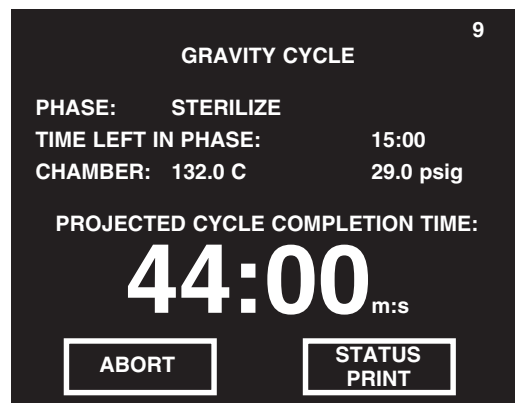 9
GRAVITY CYCLE
PHASE: STERILIZE
TIME LEFT IN PHASE: 15:00
CHAMBER: 132.0 C 29.0 psig
PROJECTED CYCLE COMPLETION TIME:
44:00 m:s
ABORT
STATUS
PRINT